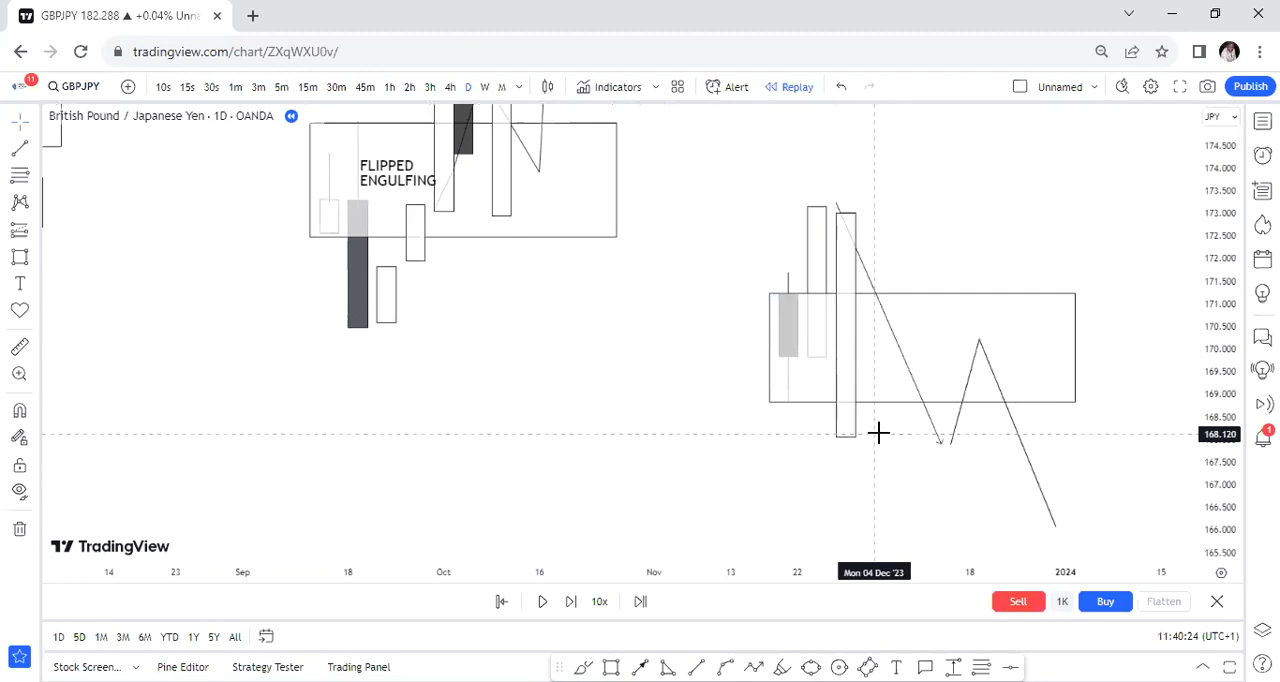 GBPJPY 182.288 ▲ +0.04% Unna
tradingview.com/chart/ZXqWXU0v/
11
GBPJPY
10s 15s 30s 1m 3m 5m 15m 30m 45m 1h 2h 3h 4h D W M
Indicators
Alert
Replay
Unnamed
Publish
British Pound / Japanese Yen · 1D · OANDA
JPY
FLIPPED
ENGULFING
174.500
174.000
173.500
173.000
172.500
172.000
171.500
171.000
170.500
170.000
169.500
169.000
168.500
168.120
167.500
167.000
166.500
166.000
165.500
1
TradingView
14 23 Sep 18 Oct 16 Nov 13 22 Mon 04 Dec '23 18 2024 15
10x
Sell 1K Buy Flatten
1D 5D 1M 3M 6M YTD 1Y 5Y All
11:40:24 (UTC+1)
Stock Screen... Pine Editor Strategy Tester Trading Panel